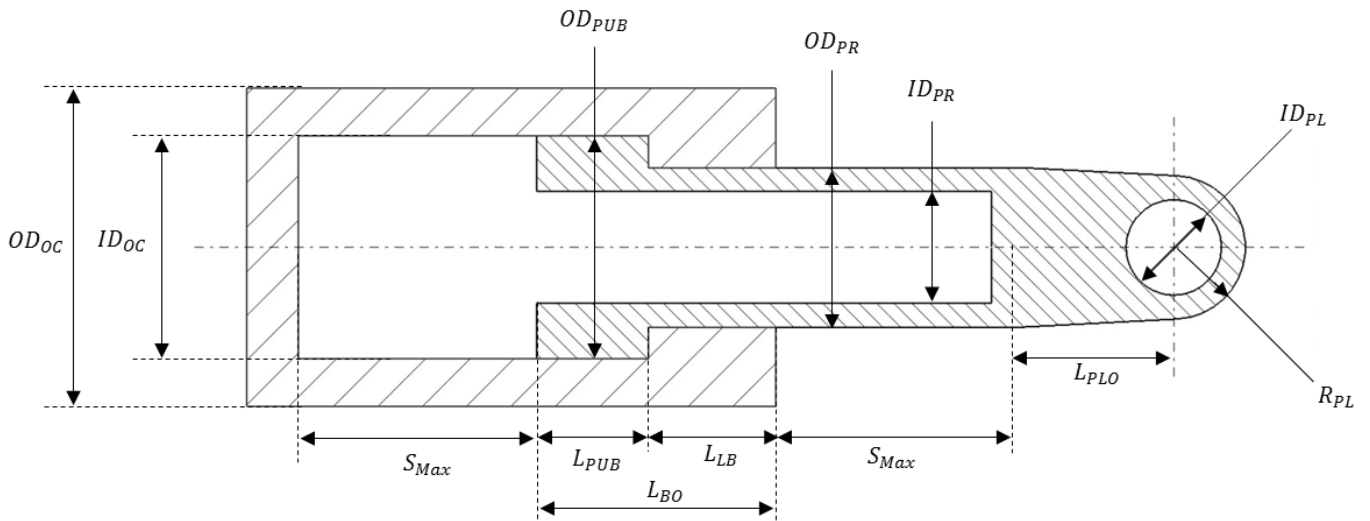 OD_PUB
OD_PR
ID_PR
ID_PL
OD_OC
ID_OC
L_PLO
R_PL
S_Max
L_PUB
L_LB
S_Max
L_BO